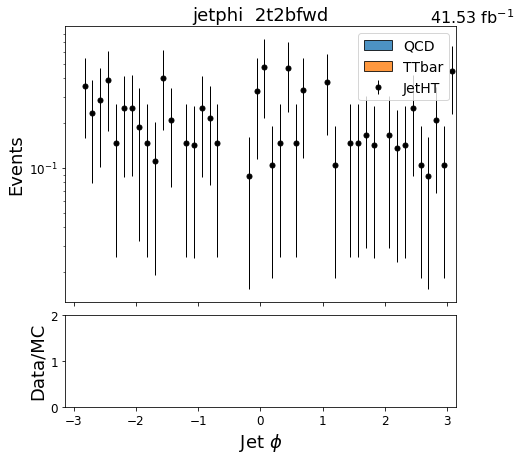 jetphi 2t2bfwd
41.53 fb⁻¹
QCD
TTbar
JetHT
Events
10⁻¹
Data/MC
2
1
0
−3 −2 −1 0 1 2 3
Jet ϕ